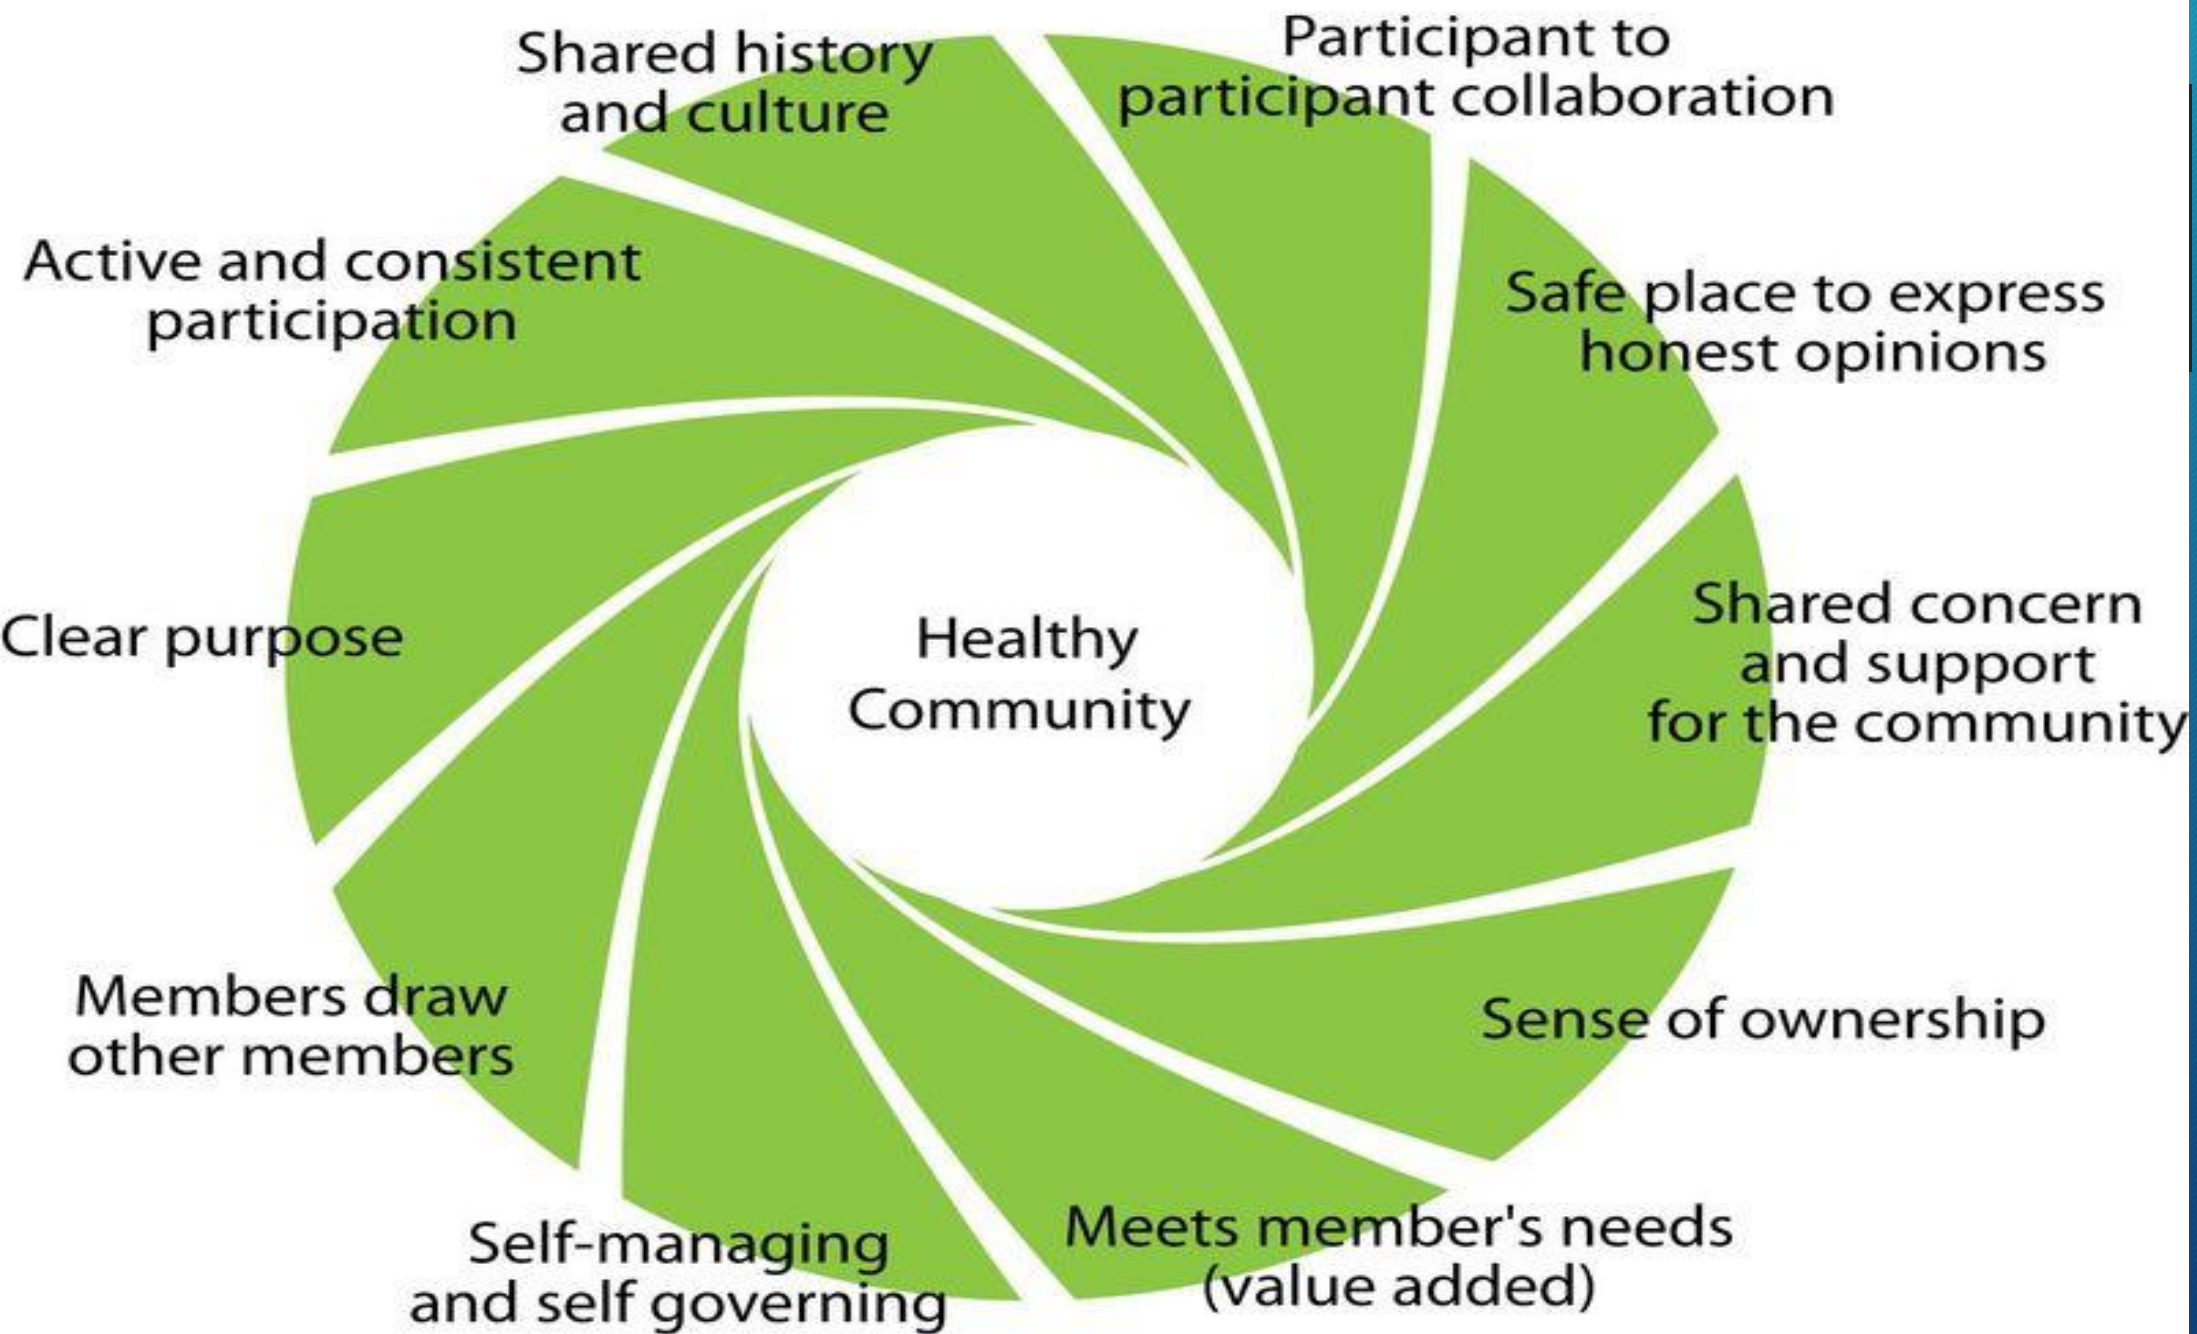 Shared history
and culture
Participant to
participant collaboration
Active and consistent
participation
Safe place to express
honest opinions
Clear purpose
Healthy
Community
Shared concern
and support
for the community
Members draw
other members
Sense of ownership
Self-managing
and self governing
Meets member's needs
(value added)